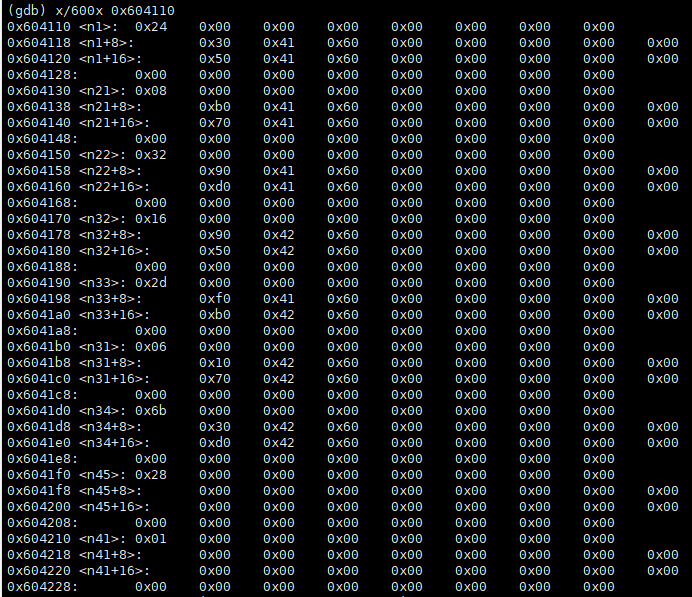 (gdb) x/600x 0x604110
0x604110 <n1>: 0x24 0x00 0x00 0x00 0x00 0x00 0x00 0x00
0x604118 <n1+8>: 0x30 0x41 0x60 0x00 0x00 0x00 0x00 0x00
0x604120 <n1+16>: 0x50 0x41 0x60 0x00 0x00 0x00 0x00 0x00
0x604128: 0x00 0x00 0x00 0x00 0x00 0x00 0x00 0x00
0x604130 <n21>: 0x08 0x00 0x00 0x00 0x00 0x00 0x00 0x00
0x604138 <n21+8>: 0xb0 0x41 0x60 0x00 0x00 0x00 0x00 0x00
0x604140 <n21+16>: 0x70 0x41 0x60 0x00 0x00 0x00 0x00 0x00
0x604148: 0x00 0x00 0x00 0x00 0x00 0x00 0x00 0x00
0x604150 <n22>: 0x32 0x00 0x00 0x00 0x00 0x00 0x00 0x00
0x604158 <n22+8>: 0x90 0x41 0x60 0x00 0x00 0x00 0x00 0x00
0x604160 <n22+16>: 0xd0 0x41 0x60 0x00 0x00 0x00 0x00 0x00
0x604168: 0x00 0x00 0x00 0x00 0x00 0x00 0x00 0x00
0x604170 <n32>: 0x16 0x00 0x00 0x00 0x00 0x00 0x00 0x00
0x604178 <n32+8>: 0x90 0x42 0x60 0x00 0x00 0x00 0x00 0x00
0x604180 <n32+16>: 0x50 0x42 0x60 0x00 0x00 0x00 0x00 0x00
0x604188: 0x00 0x00 0x00 0x00 0x00 0x00 0x00 0x00
0x604190 <n33>: 0x2d 0x00 0x00 0x00 0x00 0x00 0x00 0x00
0x604198 <n33+8>: 0xf0 0x41 0x60 0x00 0x00 0x00 0x00 0x00
0x6041a0 <n33+16>: 0xb0 0x42 0x60 0x00 0x00 0x00 0x00 0x00
0x6041a8: 0x00 0x00 0x00 0x00 0x00 0x00 0x00 0x00
0x6041b0 <n31>: 0x06 0x00 0x00 0x00 0x00 0x00 0x00 0x00
0x6041b8 <n31+8>: 0x10 0x42 0x60 0x00 0x00 0x00 0x00 0x00
0x6041c0 <n31+16>: 0x70 0x42 0x60 0x00 0x00 0x00 0x00 0x00
0x6041c8: 0x00 0x00 0x00 0x00 0x00 0x00 0x00 0x00
0x6041d0 <n34>: 0x6b 0x00 0x00 0x00 0x00 0x00 0x00 0x00
0x6041d8 <n34+8>: 0x30 0x42 0x60 0x00 0x00 0x00 0x00 0x00
0x6041e0 <n34+16>: 0xd0 0x42 0x60 0x00 0x00 0x00 0x00 0x00
0x6041e8: 0x00 0x00 0x00 0x00 0x00 0x00 0x00 0x00
0x6041f0 <n45>: 0x28 0x00 0x00 0x00 0x00 0x00 0x00 0x00
0x6041f8 <n45+8>: 0x00 0x00 0x00 0x00 0x00 0x00 0x00 0x00
0x604200 <n45+16>: 0x00 0x00 0x00 0x00 0x00 0x00 0x00 0x00
0x604208: 0x00 0x00 0x00 0x00 0x00 0x00 0x00 0x00
0x604210 <n41>: 0x01 0x00 0x00 0x00 0x00 0x00 0x00 0x00
0x604218 <n41+8>: 0x00 0x00 0x00 0x00 0x00 0x00 0x00 0x00
0x604220 <n41+16>: 0x00 0x00 0x00 0x00 0x00 0x00 0x00 0x00
0x604228: 0x00 0x00 0x00 0x00 0x00 0x00 0x00 0x00